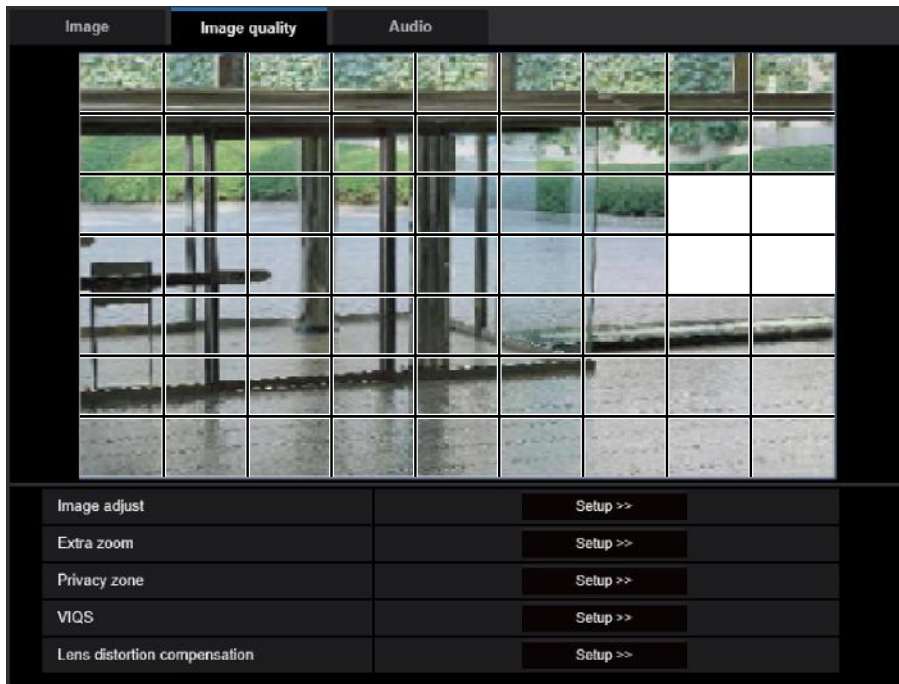 Image Image quality Audio
Image adjust Setup >>
Extra zoom Setup >>
Privacy zone Setup >>
VIQS Setup >>
Lens distortion compensation Setup >>